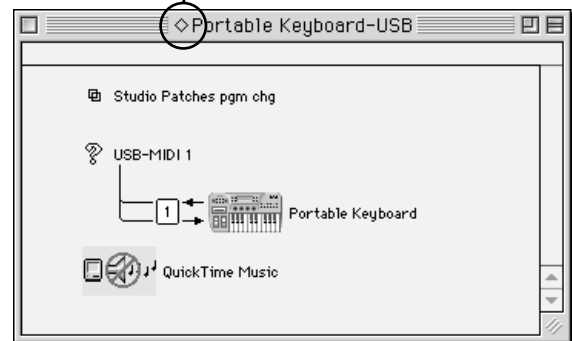 ◇Portable Keyboard-USB
Studio Patches pgm chg
USB-MIDI 1
1
Portable Keyboard
QuickTime Music